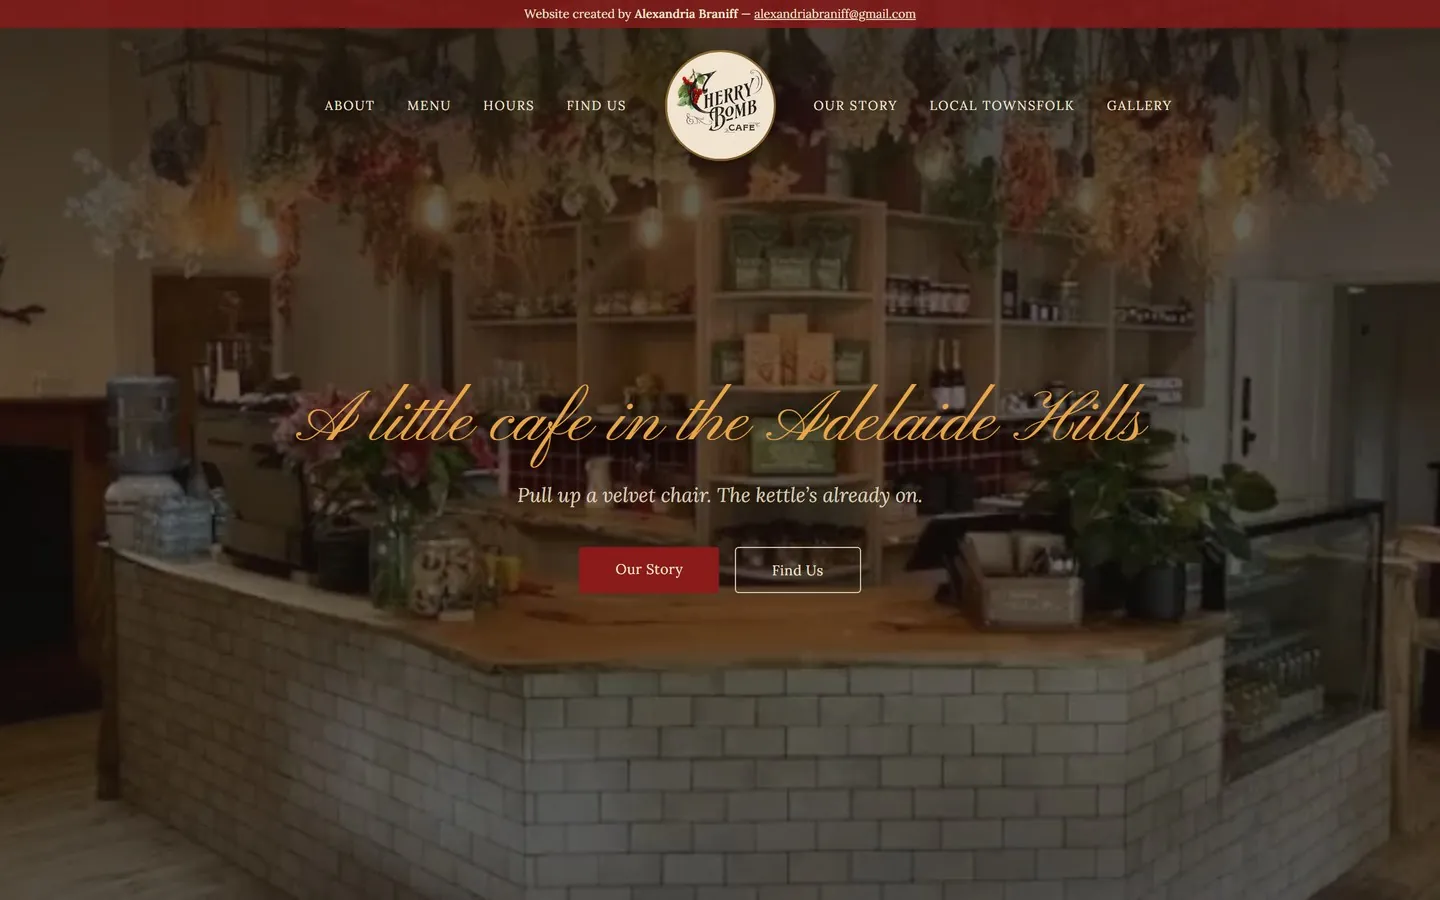 Website created by Alexandria Braniff — alexandriabraniff@gmail.com
ABOUT MENU HOURS FIND US
CHERRY
BOMB
CAFE
OUR STORY LOCAL TOWNSFOLK GALLERY
A little cafe in the Adelaide Hills
Pull up a velvet chair. The kettle’s already on.
Our Story Find Us